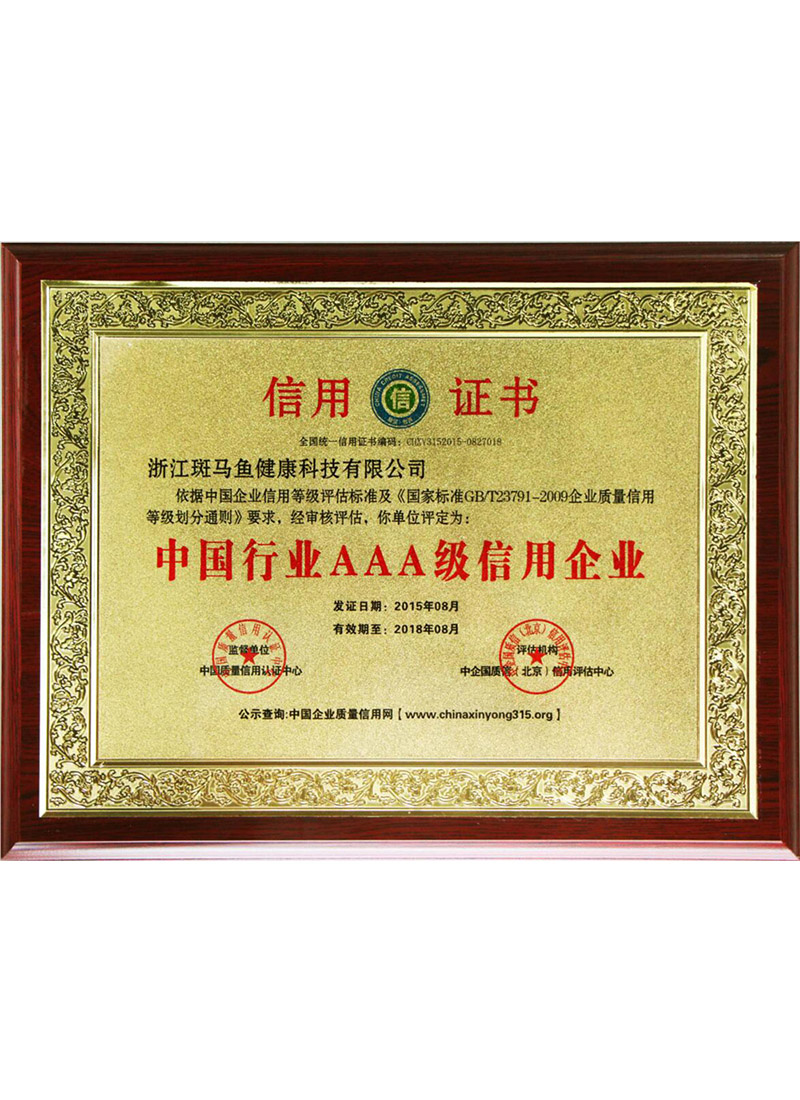 信用 信 证书
全国统一信用证书编码：CHXY3152015-0827018
浙江斑马鱼健康科技有限公司
依据中国企业信用等级评估标准及《国家标准GB/T23791-2009企业质量信用
等级划分通则》要求，经审核评估，你单位评定为：
中国行业AAA级信用企业
发证日期：2015年08月
有效期至：2018年08月
监督单位
中国质量信用认证中心
评估机构
中企国质信（北京）信用评估中心
公示查询:中国企业质量信用网【www.chinaxinyong315.org】